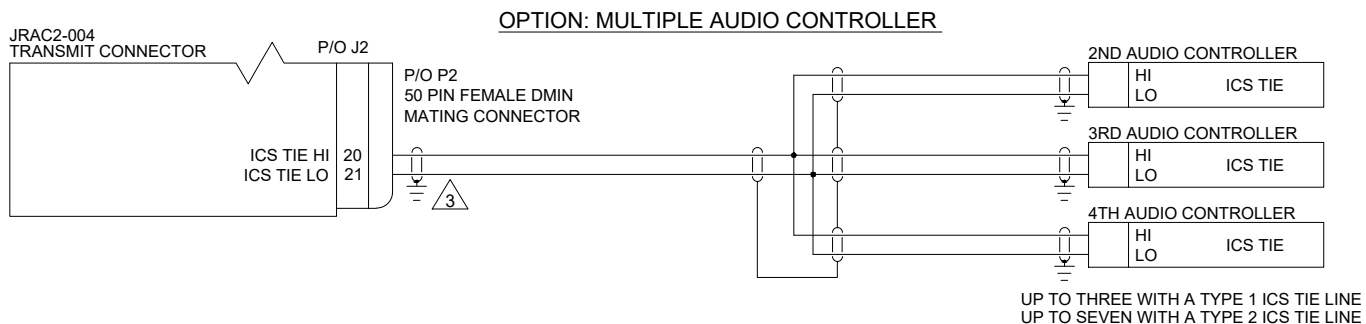 OPTION: MULTIPLE AUDIO CONTROLLER
JRAC2-004
TRANSMIT CONNECTOR
P/O J2
P/O P2
50 PIN FEMALE DMIN
MATING CONNECTOR
ICS TIE HI 20
ICS TIE LO 21
3
2ND AUDIO CONTROLLER
HI
LO
ICS TIE
3RD AUDIO CONTROLLER
HI
LO
ICS TIE
4TH AUDIO CONTROLLER
HI
LO
ICS TIE
UP TO THREE WITH A TYPE 1 ICS TIE LINE
UP TO SEVEN WITH A TYPE 2 ICS TIE LINE